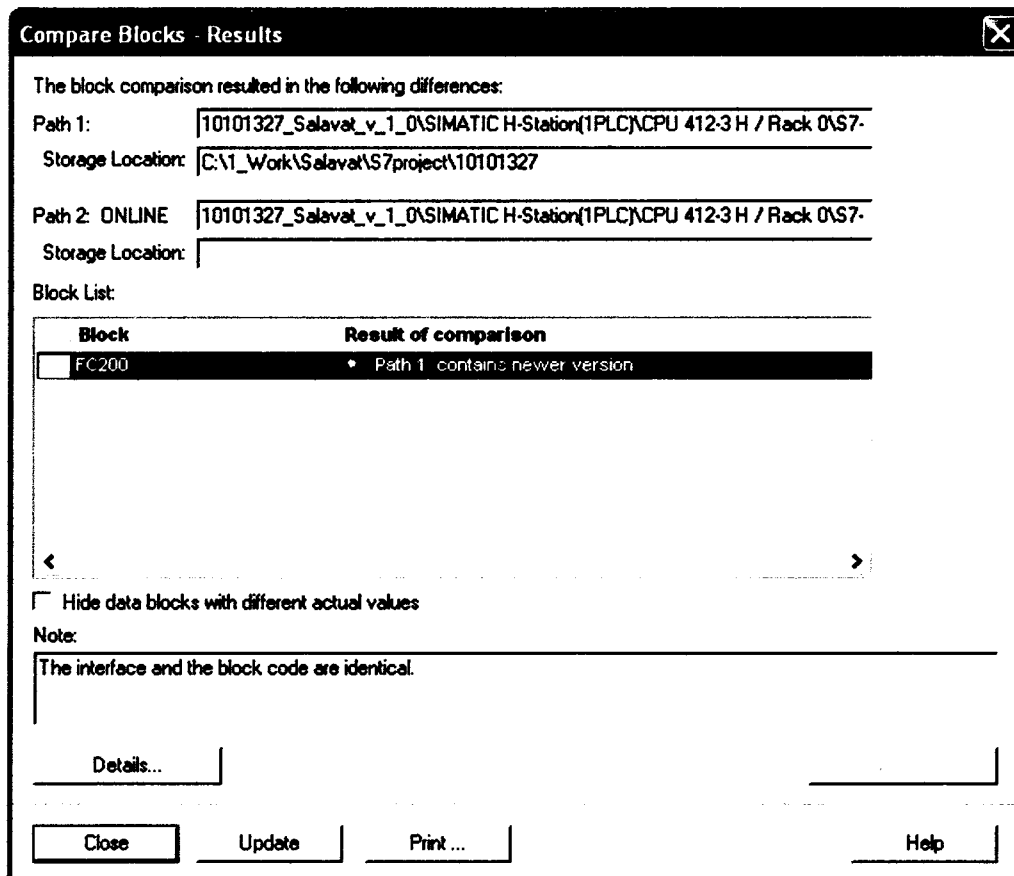 Compare Blocks - Results
The block comparison resulted in the following differences:
Path 1: 10101327_Salavat_v_1_0\SIMATIC H-Station(1PLC)\CPU 412-3 H / Rack 0\S7-
Storage Location: C:\1_Work\Salavat\S7project\10101327
Path 2: ONLINE 10101327_Salavat_v_1_0\SIMATIC H-Station(1PLC)\CPU 412-3 H / Rack 0\S7-
Storage Location:
Block List:
Block Result of comparison
FC200 * Path 1 contains newer version
Hide data blocks with different actual values
Note:
The interface and the block code are identical.
Details...
Close Update Print ... Help